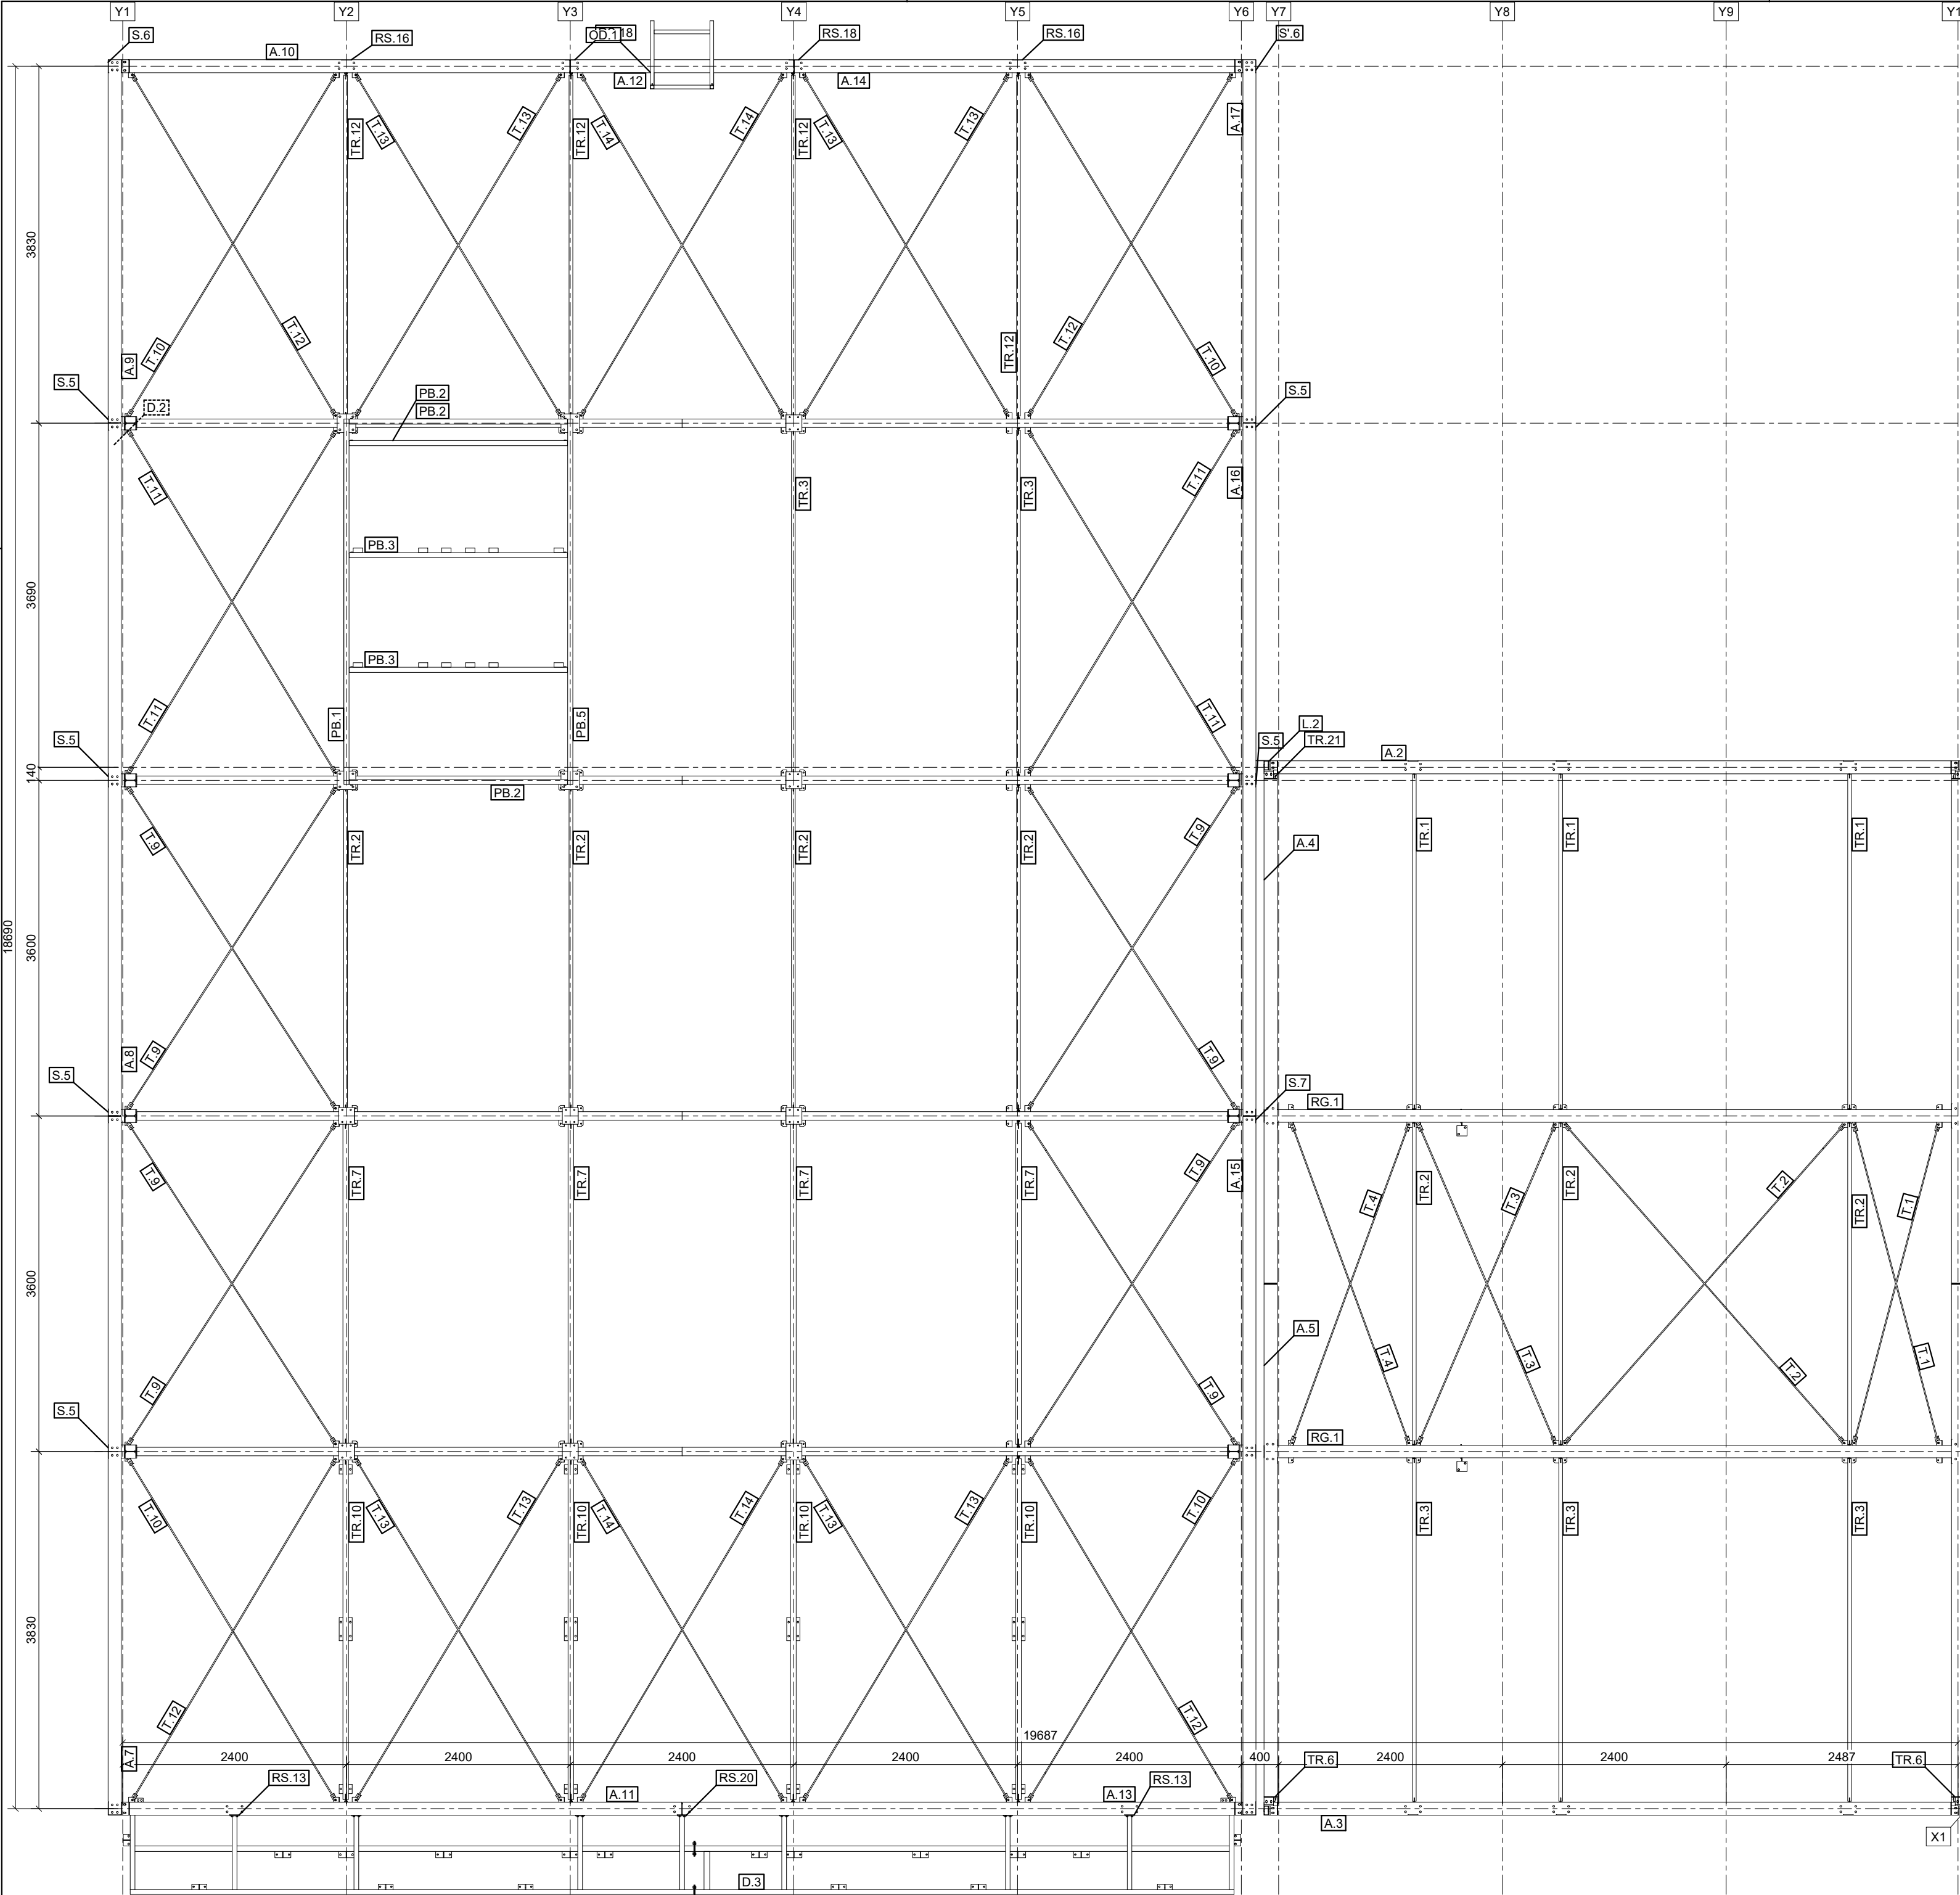 Y1 Y2 Y3 Y4 Y5 Y6 Y7 Y8 Y9
S.6 RS.16 OD.1 RS.18 RS.16 S'.6
A.10 A.12 A.14
T.13 T.13 T.14 T.14 T.13 T.13 A.17
TR.12 TR.12 TR.12
3830
T.12 TR.12 T.12
A.9 T.10 T.10
S.5 PB.2 S.5
D.2 PB.2
T.11 TR.3 TR.3 T.11 A.16
PB.3
3690
PB.3
T.11 PB.1 PB.5 T.11
L.2
S.5 S.5 TR.21 A.2
140
PB.2
T.9 TR.2 TR.2 TR.2 TR.2 T.9 A.4 TR.1 TR.1 TR.1
18690
3600
A.8 T.9 T.9
S.5 S.7
RG.1
T.9 TR.7 TR.7 TR.7 TR.7 T.9 A.15 T.4 TR.2 T.3 TR.2 T.2 TR.2 T.1
3600
A.5
T.9 T.9 T.4 T.3 T.2 T.1
S.5 RG.1
T.10 TR.10 T.13 T.13 TR.10 T.14 T.14 TR.10 T.13 T.13 TR.10 T.10 TR.3 TR.3 TR.3
3830
T.12 T.12
19687
A.7 2400 2400 2400 2400 2400 400 2400 2400 2487
RS.13 RS.20 RS.13 TR.6 TR.6
A.11 A.13 A.3
X1
D.3